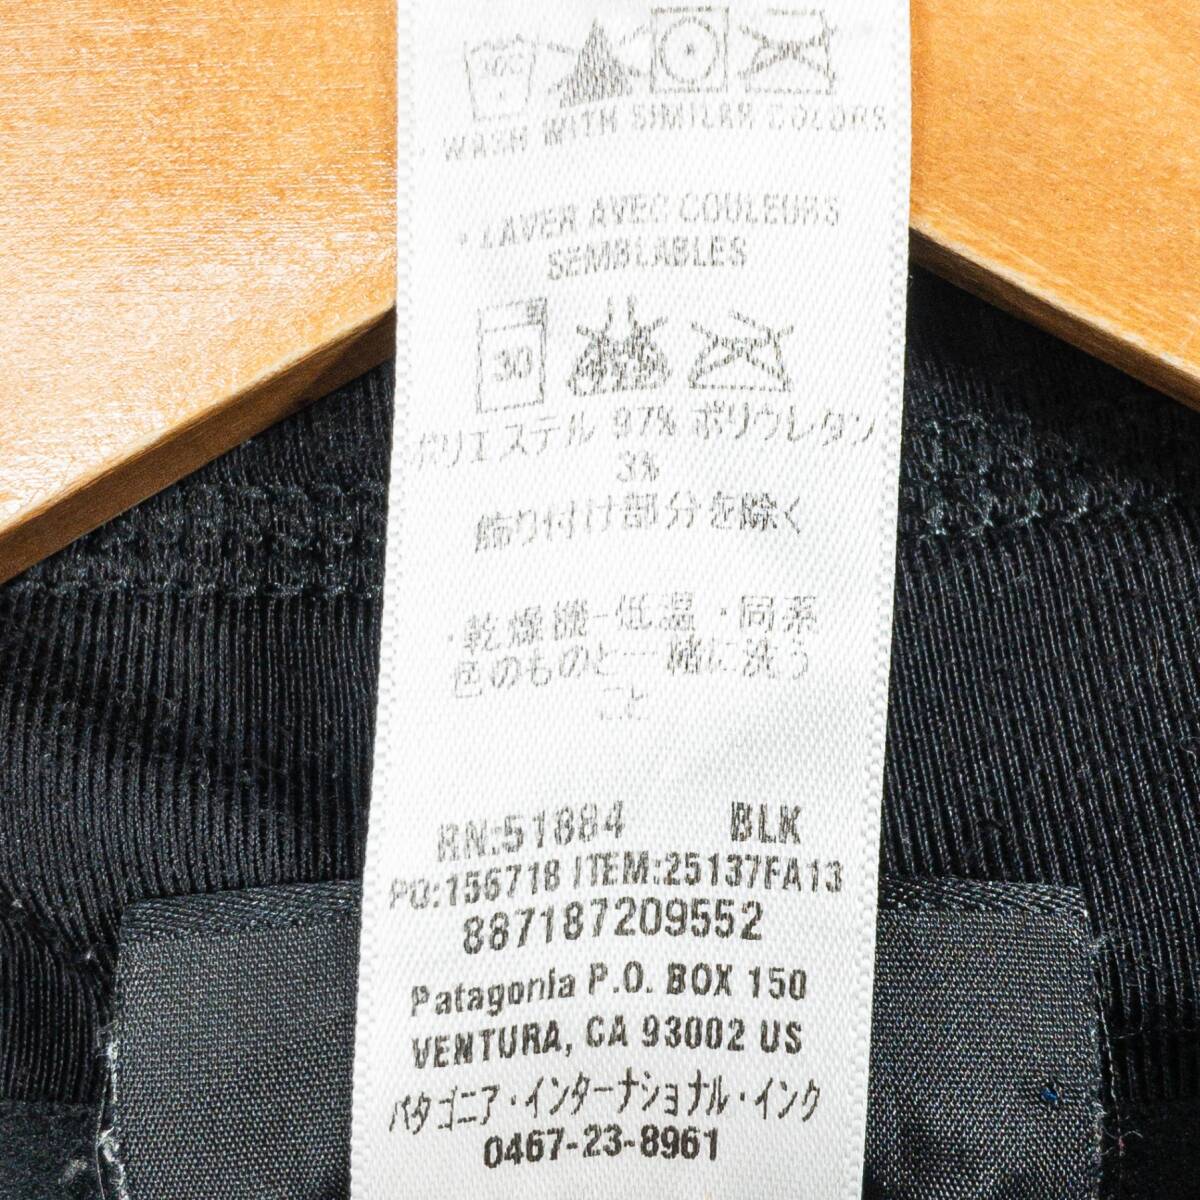 • WASH WITH SIMILAR COLORS
• LAVER AVEC COULEURS
SEMBLABLES
30
ポリエステル 97% ポリウレタン
3%
飾り付け部分を除く
・乾燥機−低温・同系
色のものと一緒に洗う
こと
RN:51884 BLK
PO:156718 ITEM:25137FA13
887187209552
Patagonia P.O. BOX 150
VENTURA, CA 93002 US
パタゴニア・インターナショナル・インク
0467-23-8961